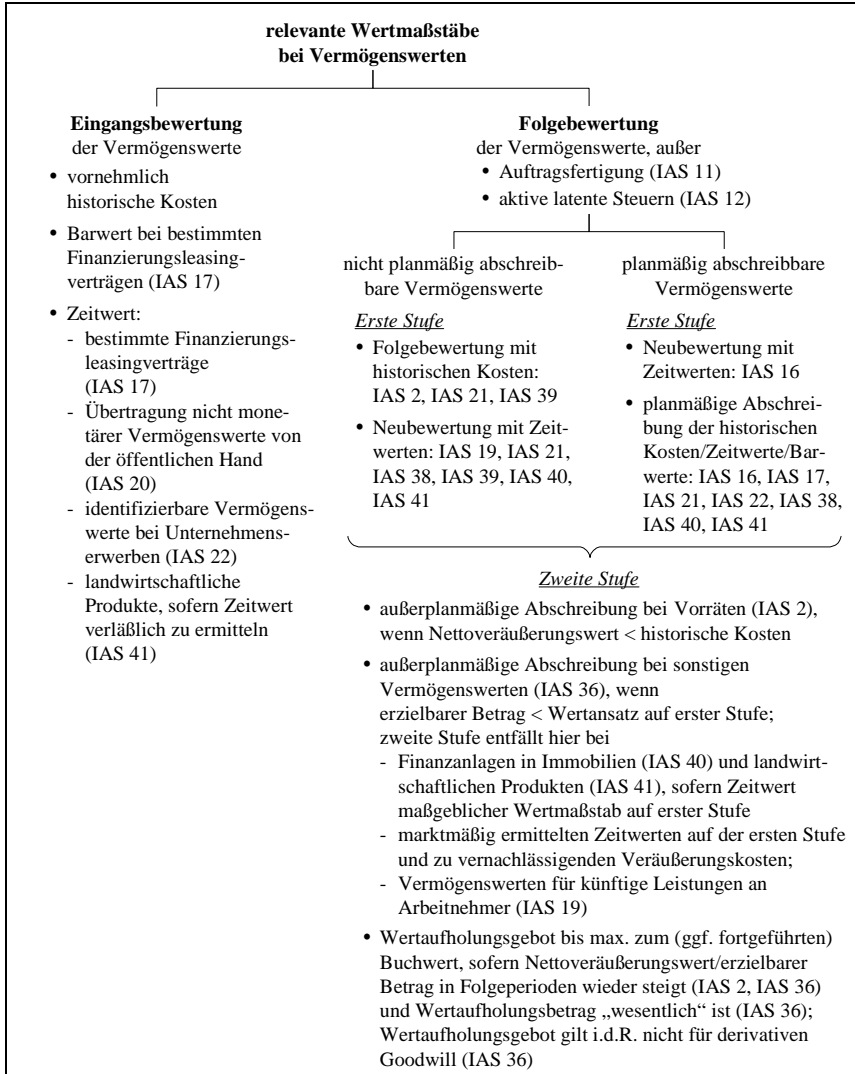 relevante Wertmaßstäbe
bei Vermögenswerten
Eingangsbewertung
der Vermögenswerte
• vornehmlich
historische Kosten
• Barwert bei bestimmten
Finanzierungsleasing-
verträgen (IAS 17)
• Zeitwert:
- bestimmte Finanzierungs-
leasingverträge
(IAS 17)
- Übertragung nicht mone-
tärer Vermögenswerte von
der öffentlichen Hand
(IAS 20)
- identifizierbare Vermögens-
werte bei Unternehmens-
erwerben (IAS 22)
- landwirtschaftliche
Produkte, sofern Zeitwert
verläßlich zu ermitteln
(IAS 41)
Folgebewertung
der Vermögenswerte, außer
• Auftragsfertigung (IAS 11)
• aktive latente Steuern (IAS 12)
nicht planmäßig abschreib-
bare Vermögenswerte
Erste Stufe
• Folgebewertung mit
historischen Kosten:
IAS 2, IAS 21, IAS 39
• Neubewertung mit Zeit-
werten: IAS 19, IAS 21,
IAS 38, IAS 39, IAS 40,
IAS 41
planmäßig abschreibbare
Vermögenswerte
Erste Stufe
• Neubewertung mit
Zeitwerten: IAS 16
• planmäßige Abschrei-
bung der historischen
Kosten/Zeitwerte/Bar-
werte: IAS 16, IAS 17,
IAS 21, IAS 22, IAS 38,
IAS 40, IAS 41
Zweite Stufe
• außerplanmäßige Abschreibung bei Vorräten (IAS 2),
wenn Nettoveräußerungswert < historische Kosten
• außerplanmäßige Abschreibung bei sonstigen
Vermögenswerten (IAS 36), wenn
erzielbarer Betrag < Wertansatz auf erster Stufe;
zweite Stufe entfällt hier bei
- Finanzanlagen in Immobilien (IAS 40) und landwirt-
schaftlichen Produkten (IAS 41), sofern Zeitwert
maßgeblicher Wertmaßstab auf erster Stufe
- marktmäßig ermittelten Zeitwerten auf der ersten Stufe
und zu vernachlässigenden Veräußerungskosten;
- Vermögenswerten für künftige Leistungen an
Arbeitnehmer (IAS 19)
• Wertaufholungsgebot bis max. zum (ggf. fortgeführten)
Buchwert, sofern Nettoveräußerungswert/erzielbarer
Betrag in Folgeperioden wieder steigt (IAS 2, IAS 36)
und Wertaufholungsbetrag „wesentlich“ ist (IAS 36);
Wertaufholungsgebot gilt i.d.R. nicht für derivativen
Goodwill (IAS 36)